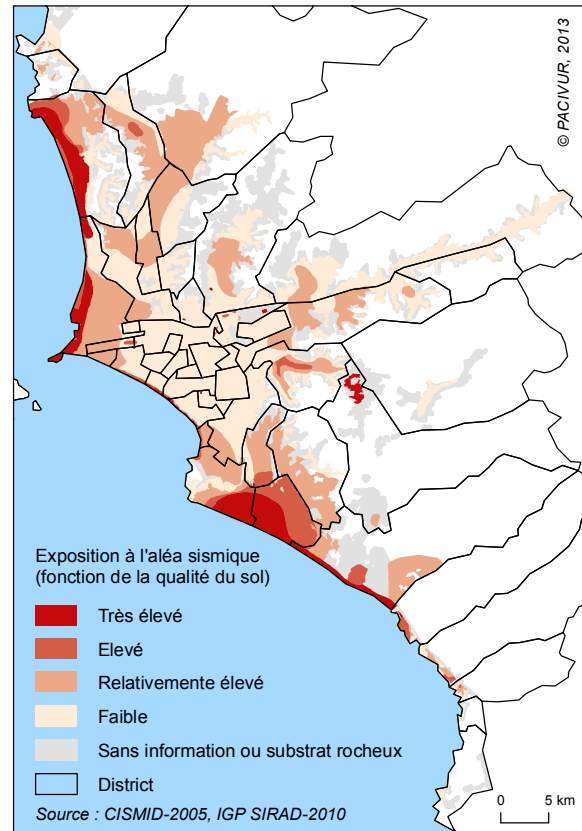 © PACIVUR, 2013
Exposition à l'aléa sismique
(fonction de la qualité du sol)
Très élevé
Elevé
Relativemente élevé
Faible
Sans information ou substrat rocheux
District
Source : CISMID-2005, IGP SIRAD-2010
0 5 km